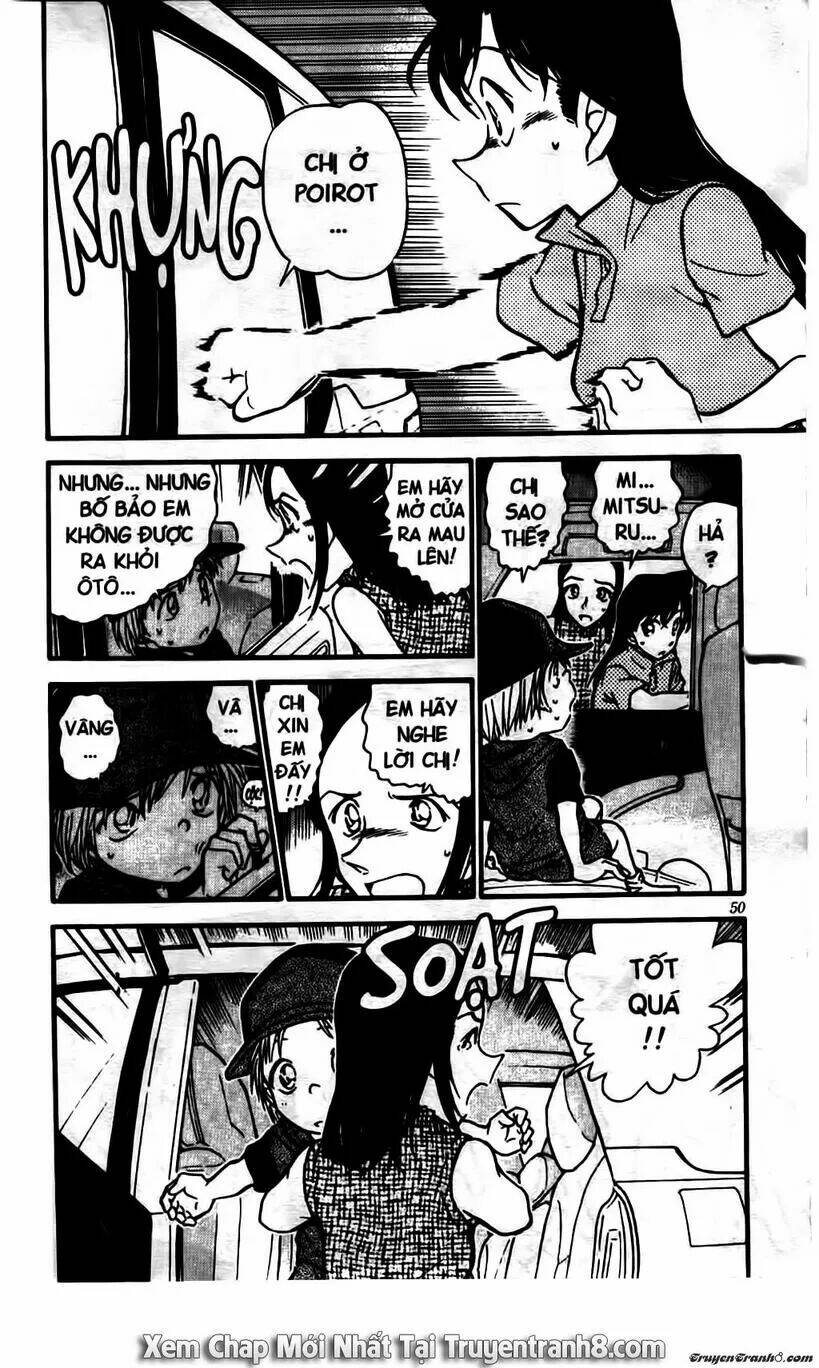 KHỰNG
CHỊ Ở
POIROT
...
HẢ
?
MI...
MITSU-
RU...
CHỊ
SAO
THẾ?
EM HÃY
MỞ CỬA
RA MAU
LÊN!
NHƯNG... NHƯNG
BỐ BẢO EM
KHÔNG ĐƯỢC
RA KHỎI
ÔTÔ...
EM HÃY
NGHE
LỜI CHỊ!
CHỊ
XIN
EM
ĐẤY
!!
VÂ
...
VÂNG
...
50
SOẠT
TỐT
QUÁ
!!
Xem Chap Mới Nhất Tại Truyentranh8.com
TruyenTranh8.com